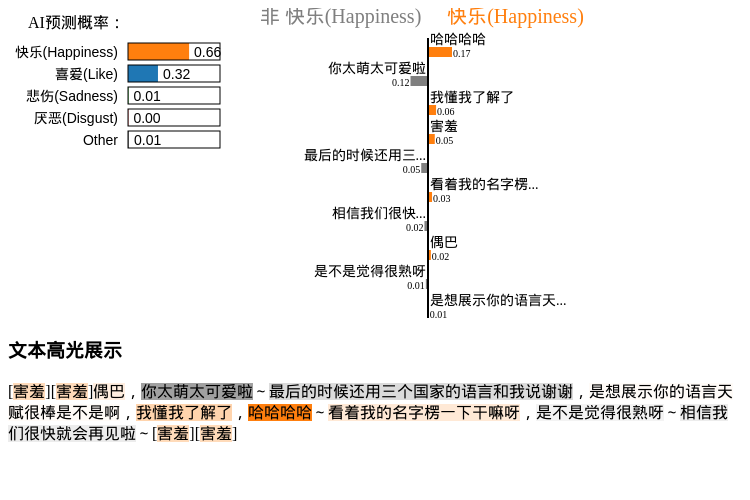 AI预测概率：
快乐(Happiness) 0.66
喜爱(Like) 0.32
悲伤(Sadness) 0.01
厌恶(Disgust) 0.00
Other 0.01
非 快乐(Happiness) 快乐(Happiness)
哈哈哈哈
0.17
你太萌太可爱啦
0.12
我懂我了解了
0.06
害羞
0.05
最后的时候还用三...
0.05
看着我的名字楞...
0.03
相信我们很快...
0.02
偶巴
0.02
是不是觉得很熟呀
0.01
是想展示你的语言天...
0.01
文本高光展示
[害羞][害羞]偶巴，你太萌太可爱啦～最后的时候还用三个国家的语言和我说谢谢，是想展示你的语言天
赋很棒是不是啊，我懂我了解了，哈哈哈哈～看着我的名字楞一下干嘛呀，是不是觉得很熟呀～相信我
们很快就会再见啦～[害羞][害羞]